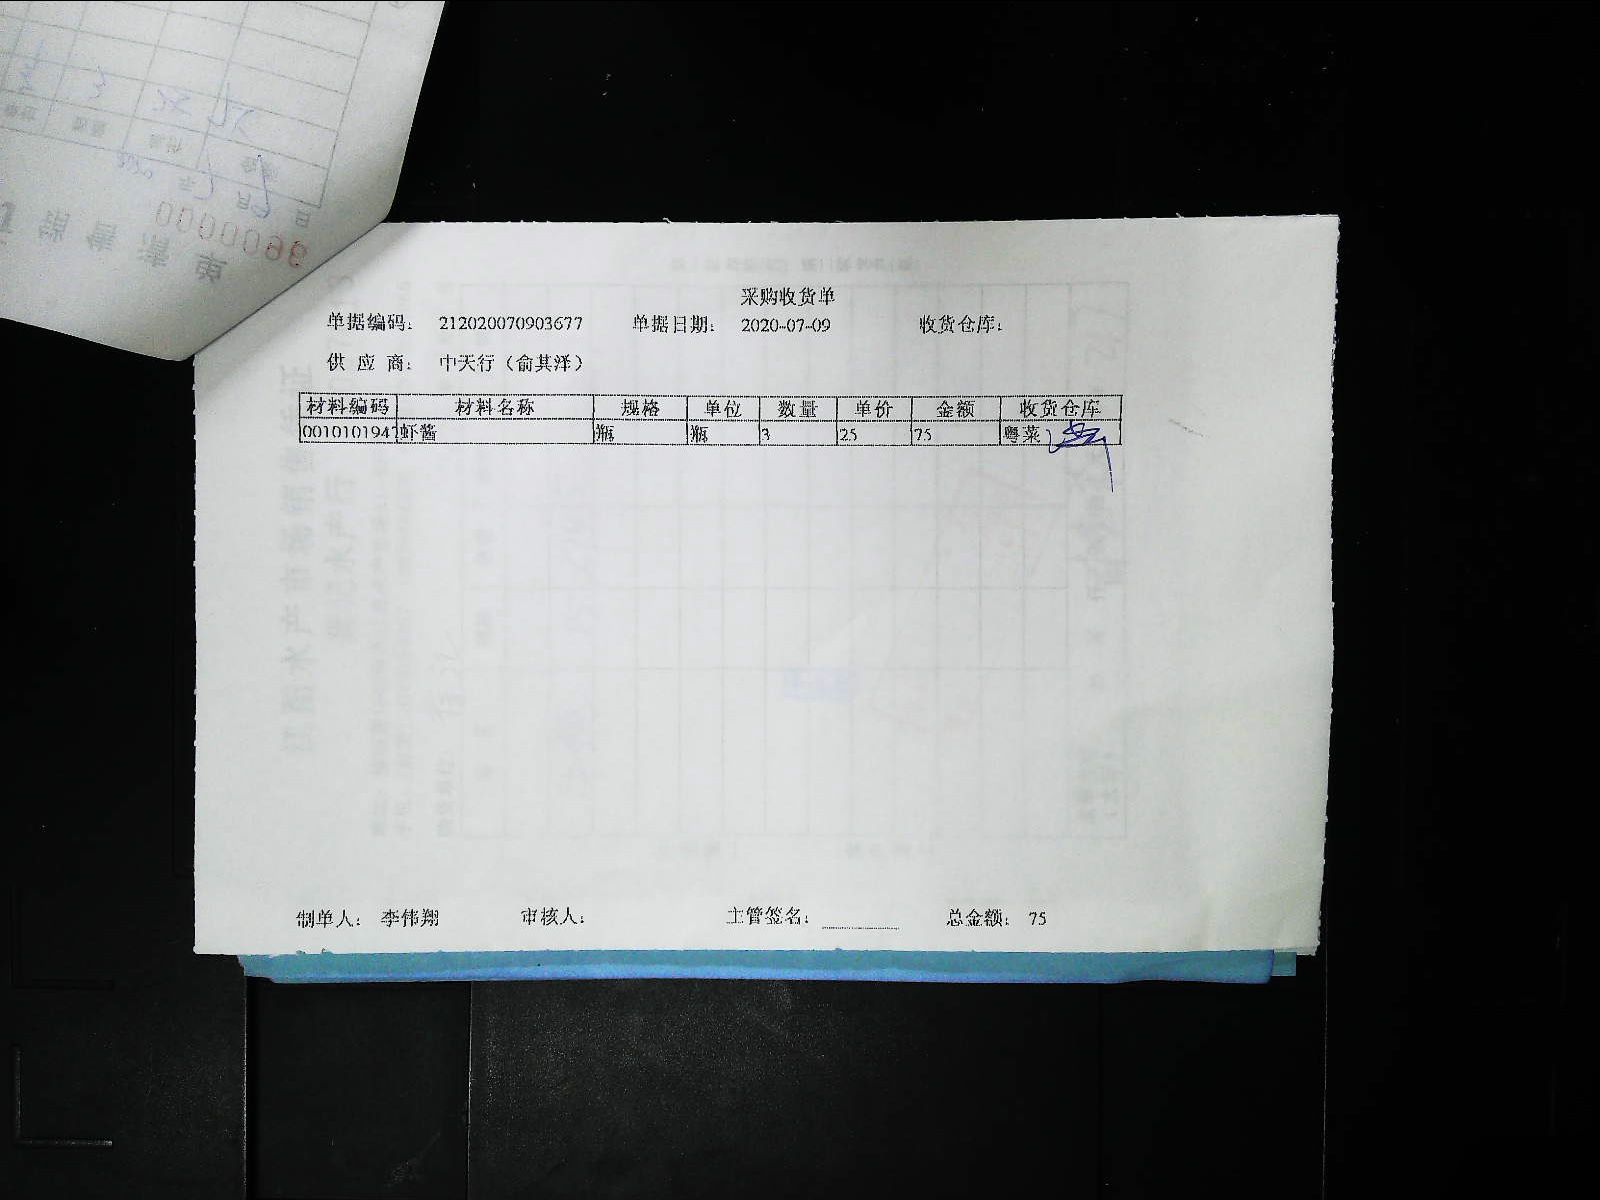 采购收货单
单据编码: 212020070903677 单据日期: 2020-07-09 收货仓库:
供 应 商: 中天行（俞其泽）
材料编码 材料名称 规格 单位 数量 单价 金额 收货仓库
0010101947 虾酱 瓶 瓶 3 25 75 粤菜
制单人: 李伟翔 审核人: 主管签名: 总金额: 75